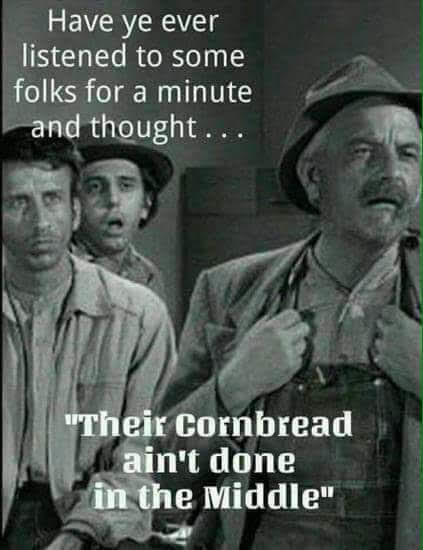 Have ye ever
listened to some
folks for a minute
and thought . . .
"Their Cornbread
ain't done
in the Middle"